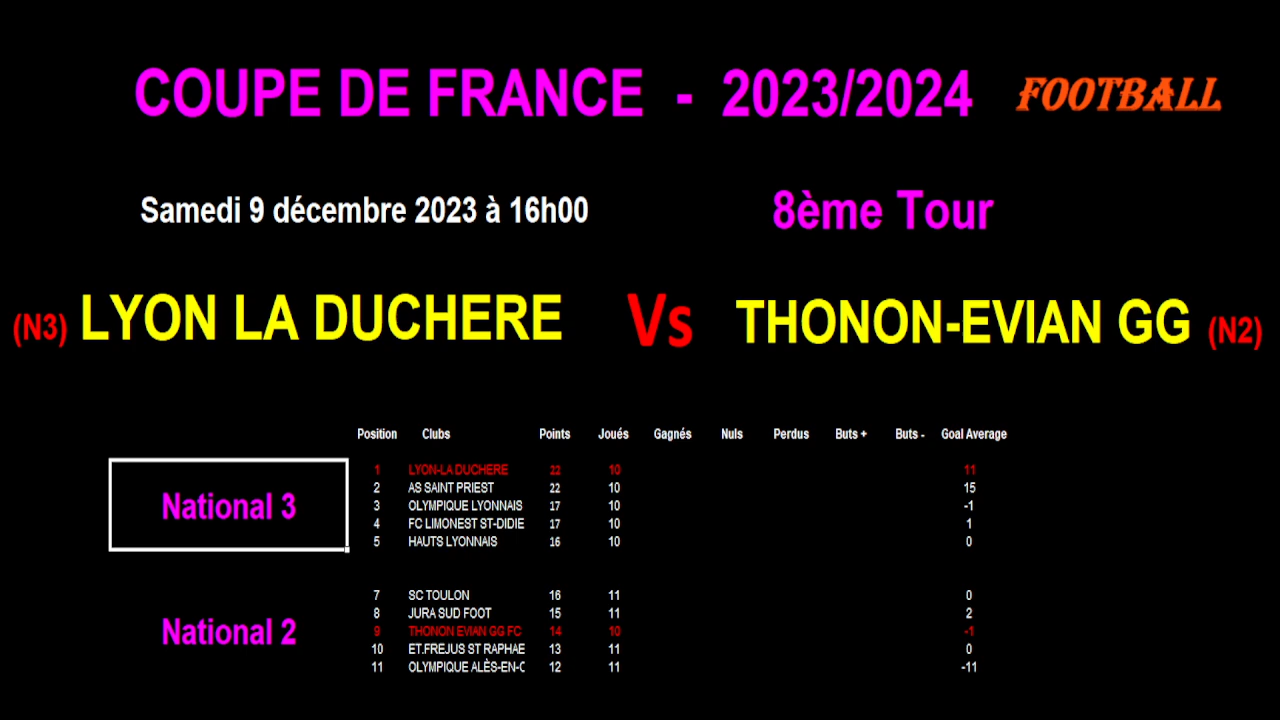 COUPE DE FRANCE - 2023/2024 FOOTBALL
Samedi 9 décembre 2023 à 16h00 8ème Tour
(N3) LYON LA DUCHERE Vs THONON-EVIAN GG (N2)
Position Clubs Points Joués Gagnés Nuls Perdus Buts + Buts - Goal Average
1 LYON-LA DUCHERE 22 10 11
2 AS SAINT PRIEST 22 10 15
National 3
3 OLYMPIQUE LYONNAIS 17 10 -1
4 FC LIMONEST ST-DIDIE 17 10 1
5 HAUTS LYONNAIS 16 10 0
7 SC TOULON 16 11 0
8 JURA SUD FOOT 15 11 2
National 2
9 THONON EVIAN GG FC 14 10 -1
10 ET.FREJUS ST RAPHAE 13 11 0
11 OLYMPIQUE ALÈS-EN-C 12 11 -11